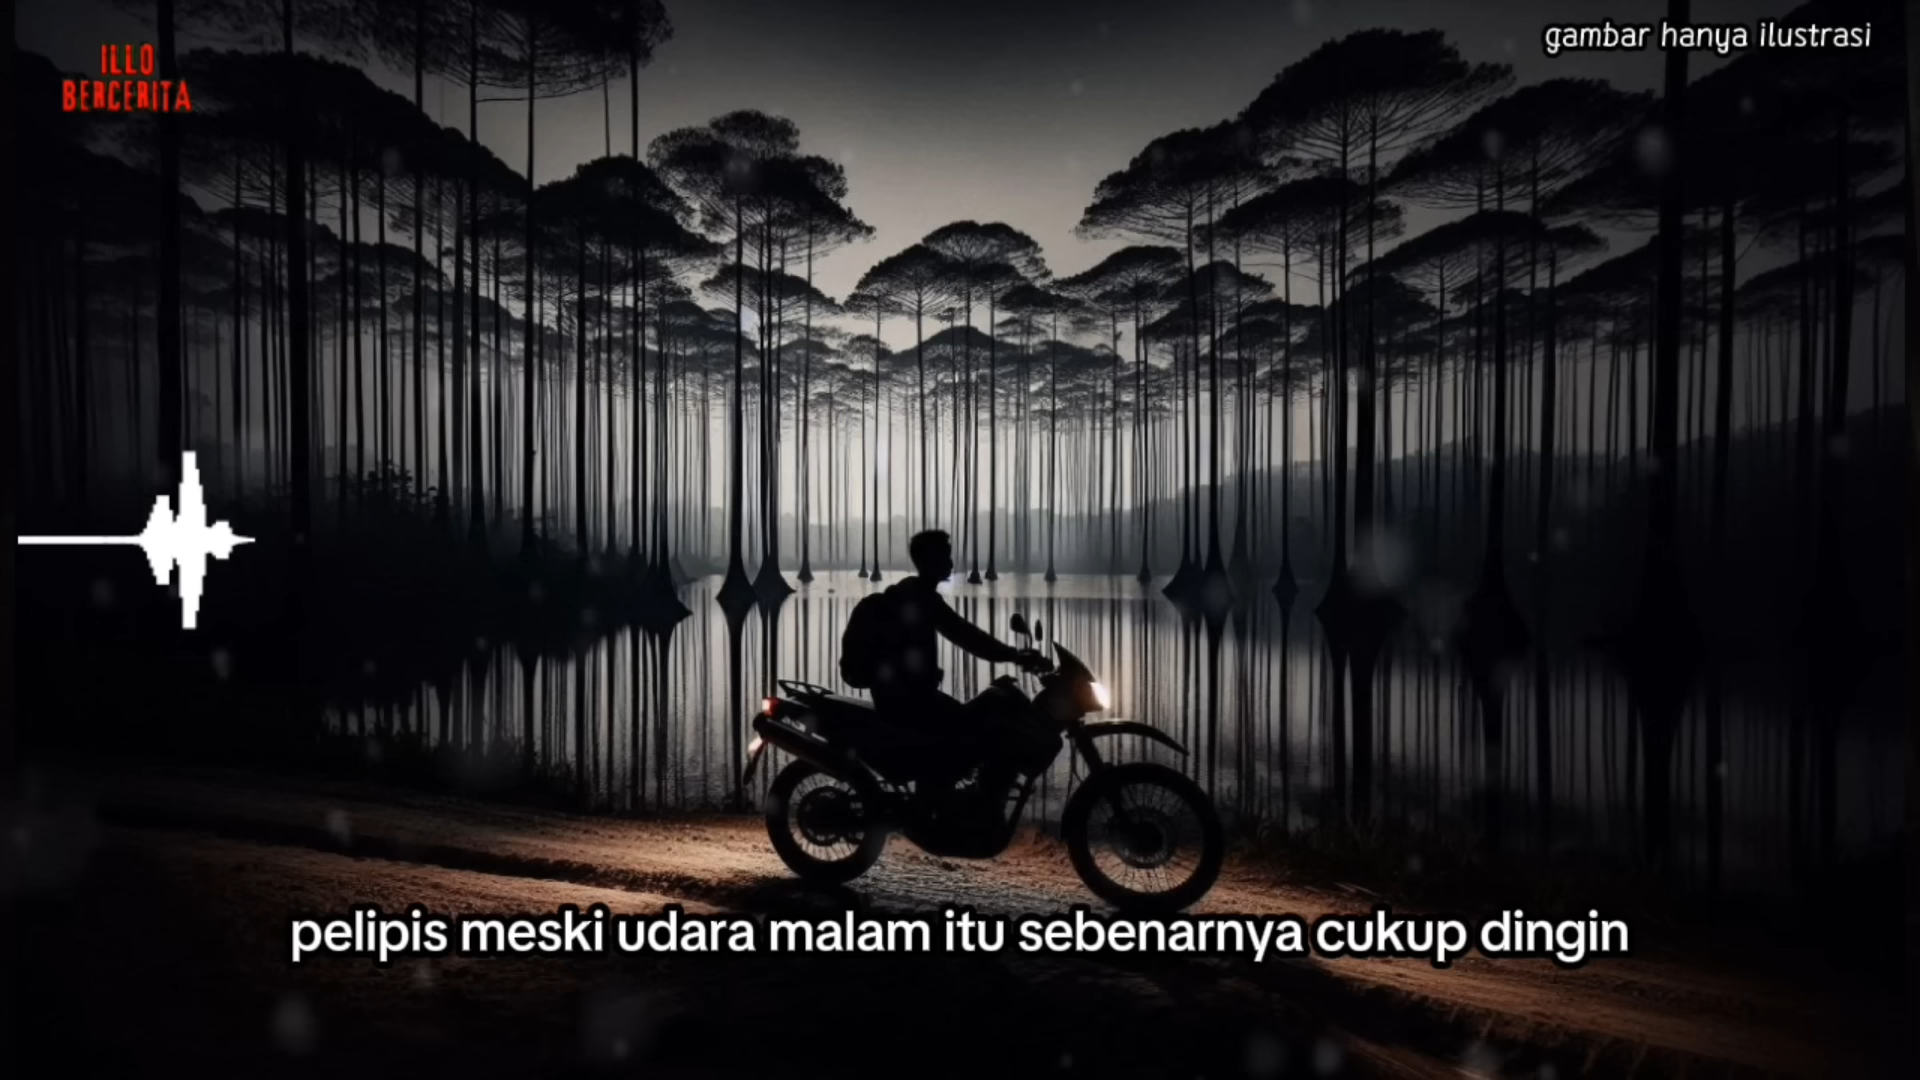 ILLO
BERCERITA
gambar hanya ilustrasi
pelipis meski udara malam itu sebenarnya cukup dingin